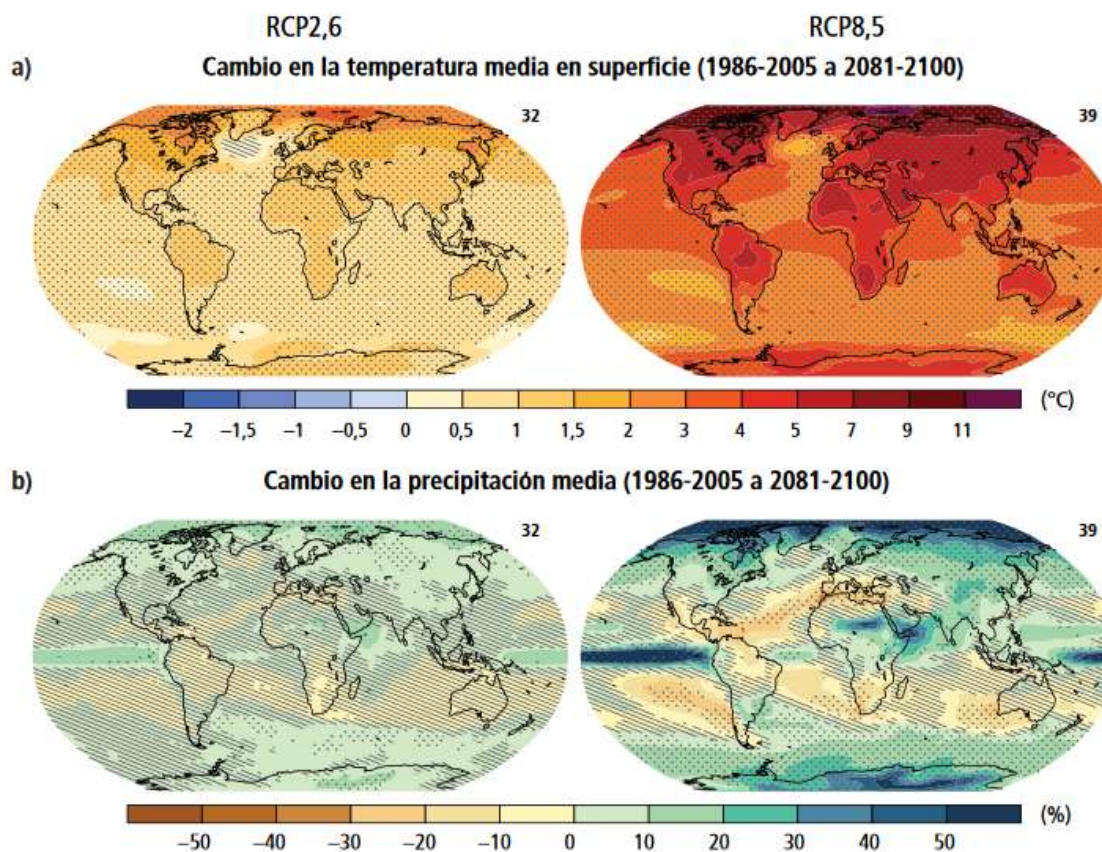 RCP2,6 RCP8,5
a) Cambio en la temperatura media en superficie (1986-2005 a 2081-2100)
32 39
(°C)
−2 −1,5 −1 −0,5 0 0,5 1 1,5 2 3 4 5 7 9 11
b) Cambio en la precipitación media (1986-2005 a 2081-2100)
32 39
(%)
−50 −40 −30 −20 −10 0 10 20 30 40 50